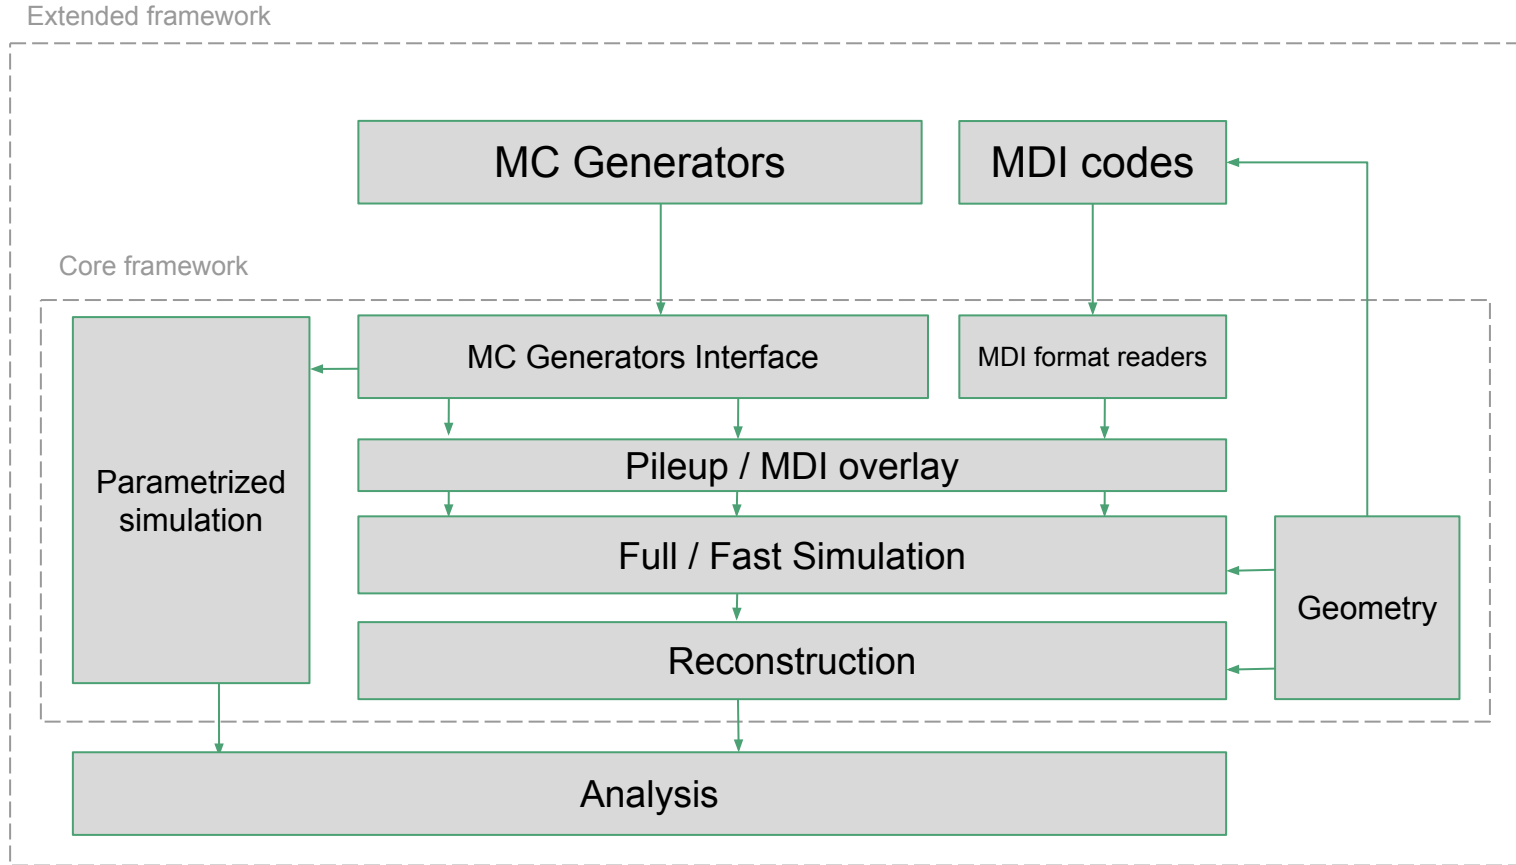 Extended framework
MC Generators
MDI codes
Core framework
MC Generators Interface
MDI format readers
Parametrized
simulation
Pileup / MDI overlay
Full / Fast Simulation
Geometry
Reconstruction
Analysis